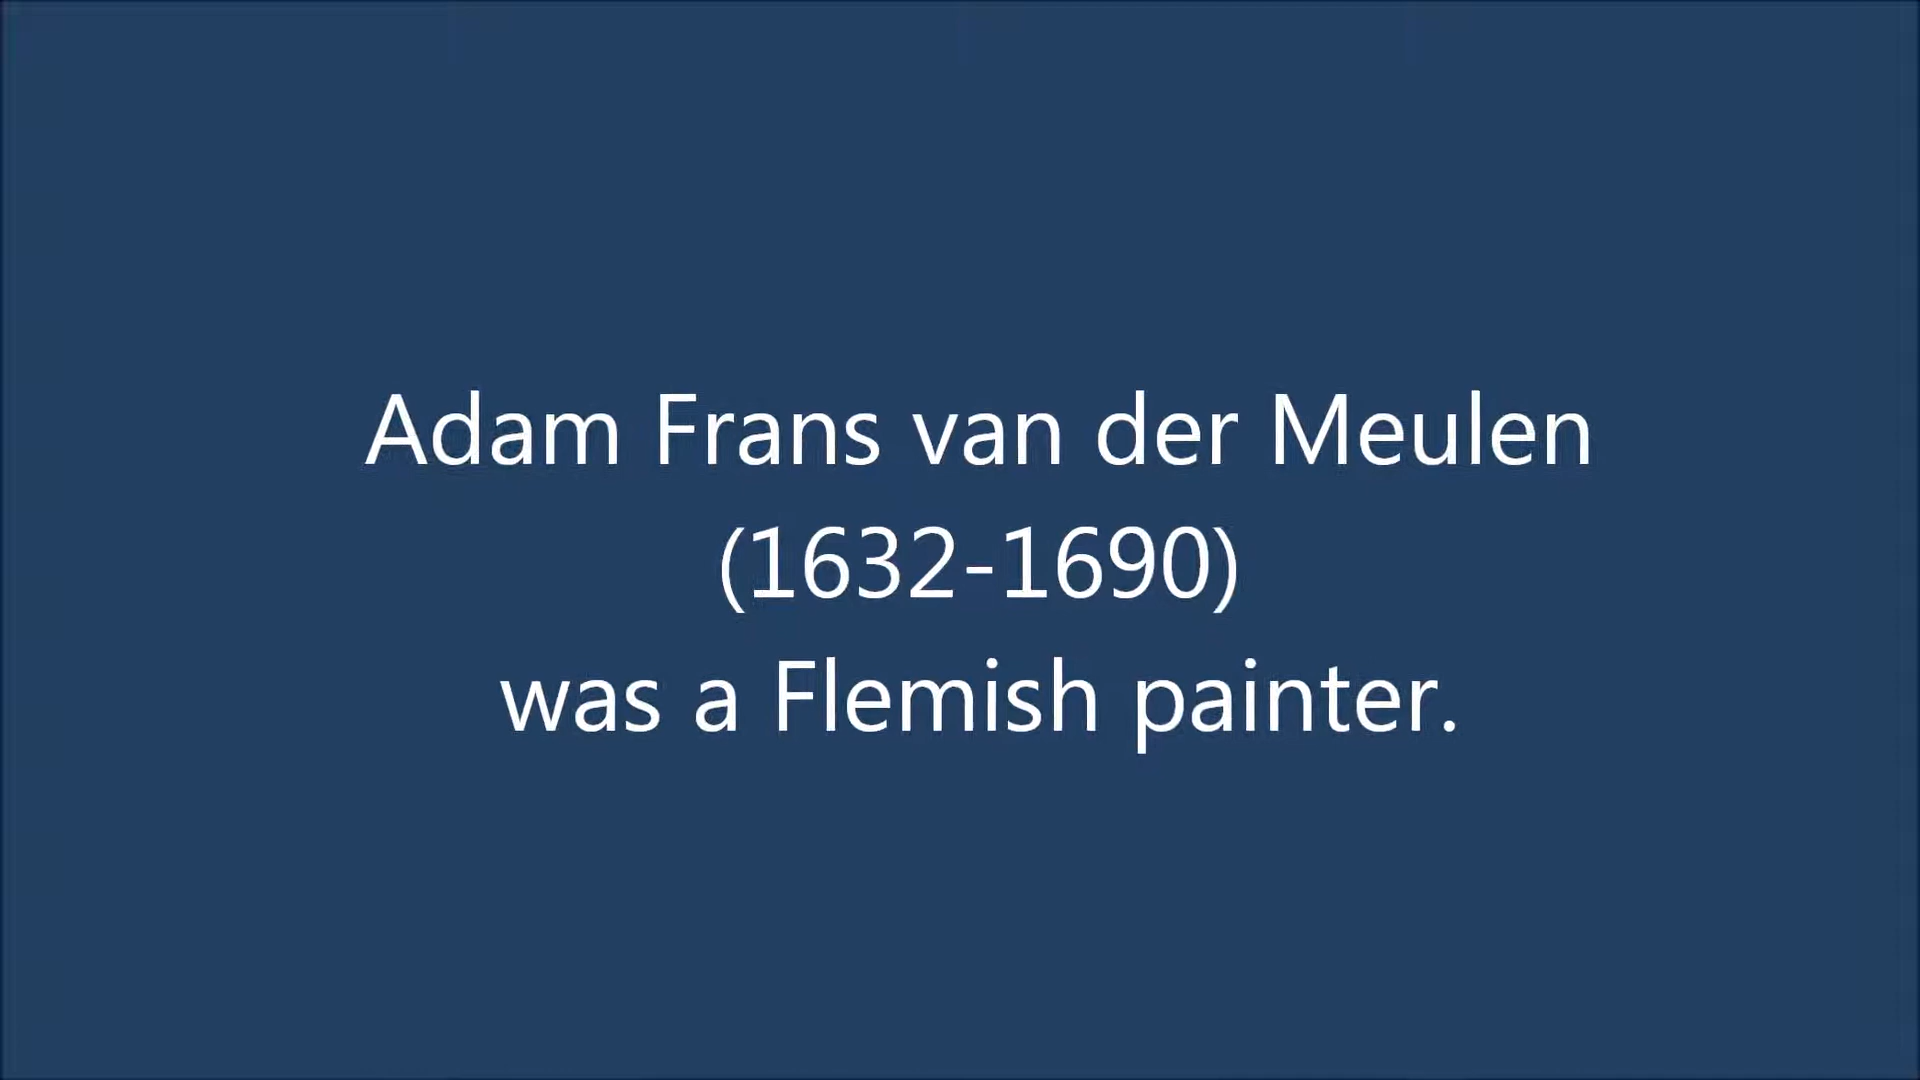 Adam Frans van der Meulen
(1632-1690)
was a Flemish painter.